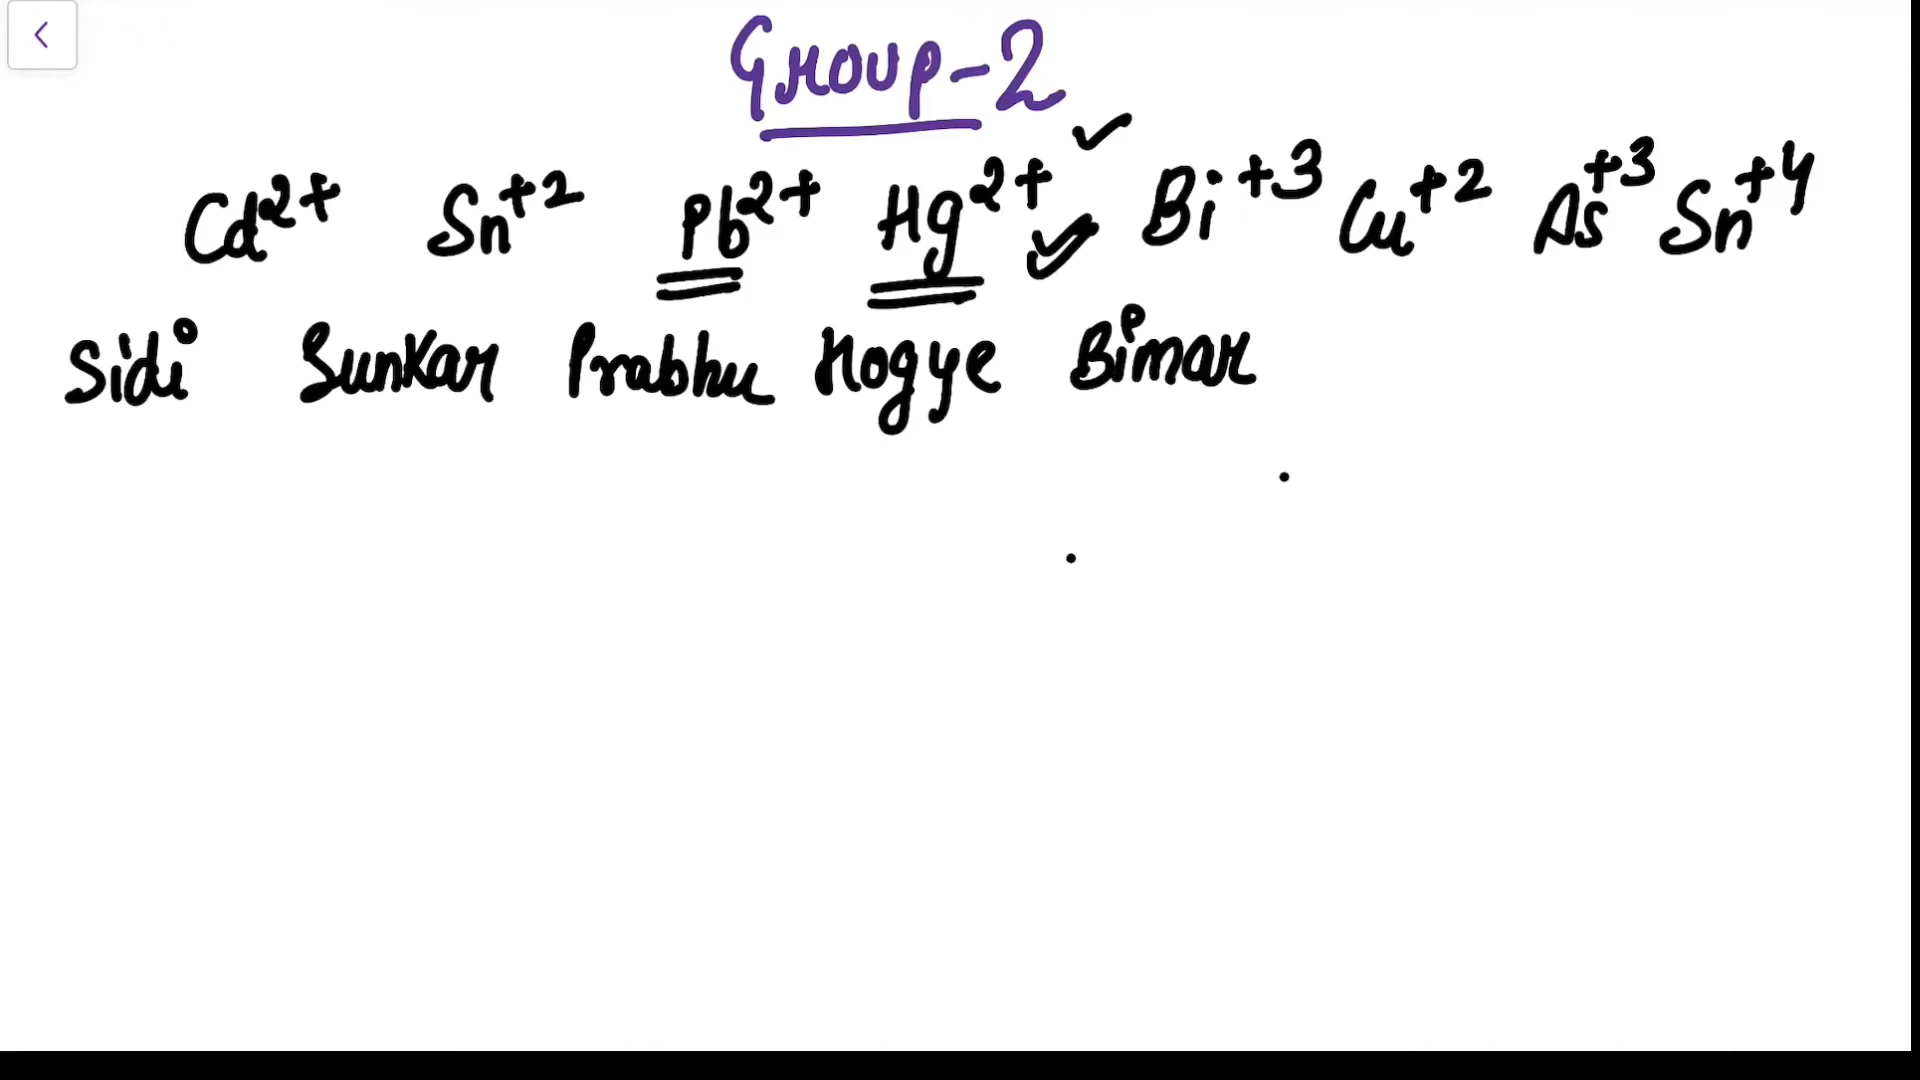 Group-2
Cd²⁺ Sn⁺² Pb²⁺ Hg²⁺ Bi⁺³ Cu⁺² As⁺³ Sn⁺⁴
Sidi Sunkar Prabhu Hogye Bimar